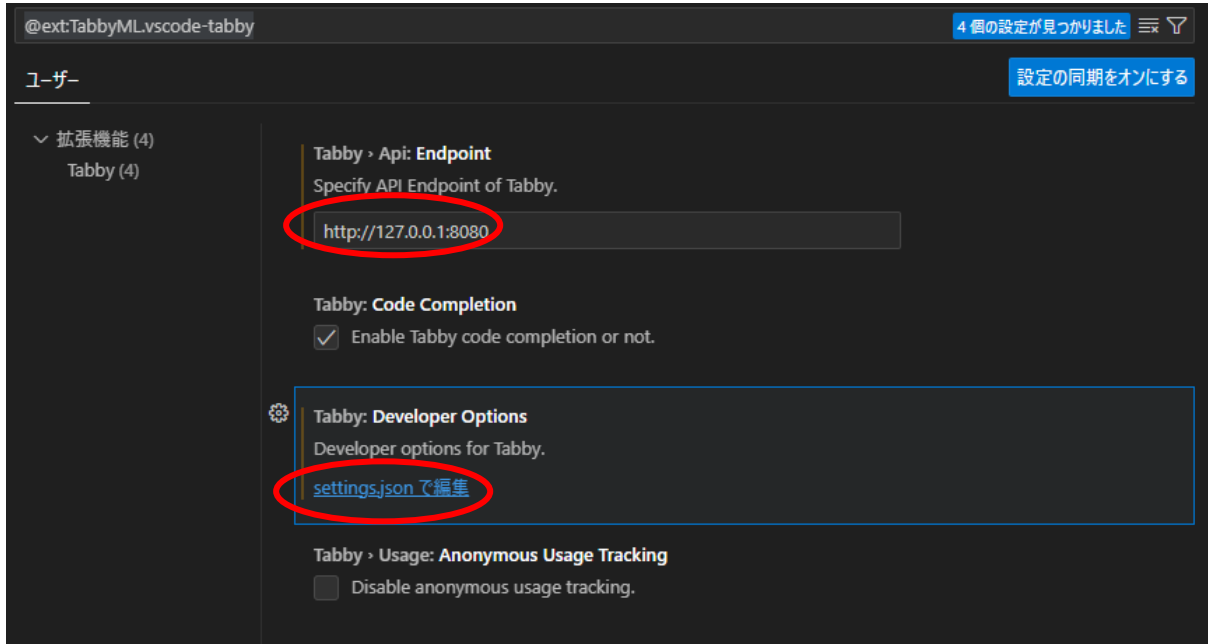 @ext:TabbyML.vscode-tabby
4 個の設定が見つかりました
ユーザー
設定の同期をオンにする
拡張機能 (4)
Tabby (4)
Tabby › Api: Endpoint
Specify API Endpoint of Tabby.
http://127.0.0.1:8080
Tabby: Code Completion
Enable Tabby code completion or not.
Tabby: Developer Options
Developer options for Tabby.
settings.json で編集
Tabby › Usage: Anonymous Usage Tracking
Disable anonymous usage tracking.